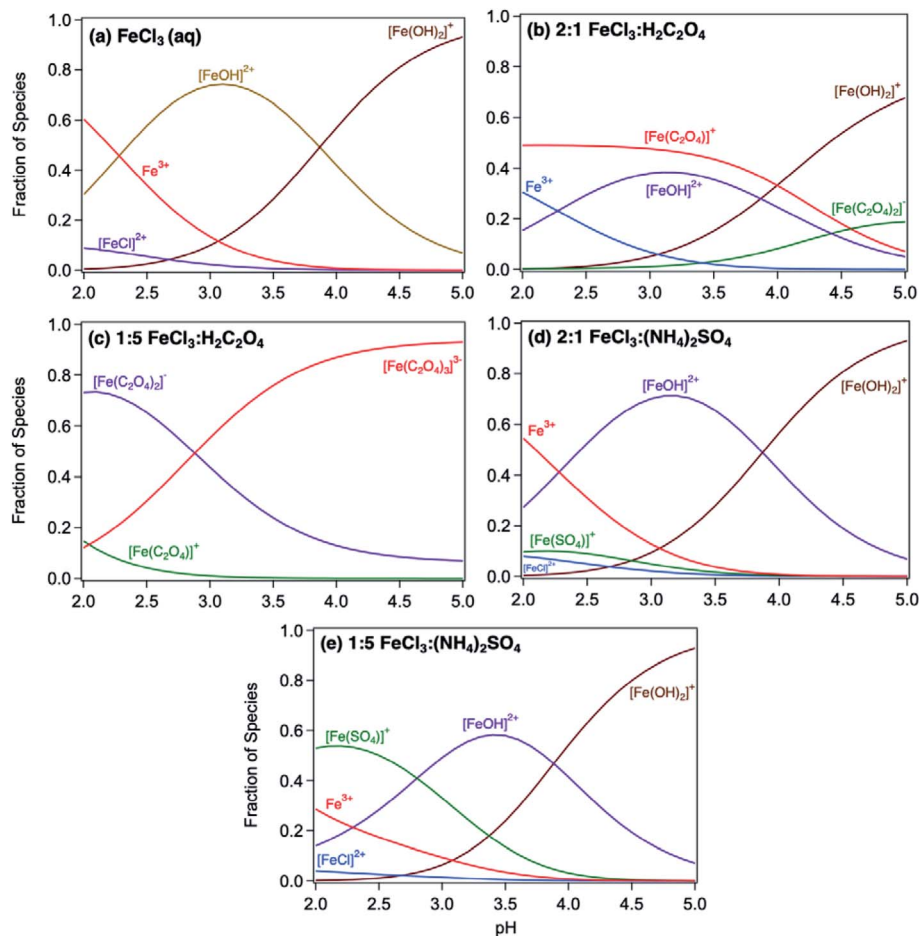 (a) FeCl₃ (aq)
[Fe(OH)₂]⁺
[FeOH]²⁺
Fe³⁺
[FeCl]²⁺
Fraction of Species
1.0
0.8
0.6
0.4
0.2
0.0
2.0 2.5 3.0 3.5 4.0 4.5 5.0
(b) 2:1 FeCl₃:H₂C₂O₄
[Fe(OH)₂]⁺
[Fe(C₂O₄)]⁺
Fe³⁺
[FeOH]²⁺
[Fe(C₂O₄)₂]⁻
1.0
0.8
0.6
0.4
0.2
0.0
2.0 2.5 3.0 3.5 4.0 4.5 5.0
(c) 1:5 FeCl₃:H₂C₂O₄
[Fe(C₂O₄)₂]⁻
[Fe(C₂O₄)₃]³⁻
[Fe(C₂O₄)]⁺
Fraction of Species
1.0
0.8
0.6
0.4
0.2
0.0
2.0 2.5 3.0 3.5 4.0 4.5 5.0
(d) 2:1 FeCl₃:(NH₄)₂SO₄
[FeOH]²⁺
[Fe(OH)₂]⁺
Fe³⁺
[Fe(SO₄)]⁺
[FeCl]²⁺
1.0
0.8
0.6
0.4
0.2
0.0
2.0 2.5 3.0 3.5 4.0 4.5 5.0
(e) 1:5 FeCl₃:(NH₄)₂SO₄
[Fe(OH)₂]⁺
[FeOH]²⁺
[Fe(SO₄)]⁺
Fe³⁺
[FeCl]²⁺
Fraction of Species
1.0
0.8
0.6
0.4
0.2
0.0
2.0 2.5 3.0 3.5 4.0 4.5 5.0
pH